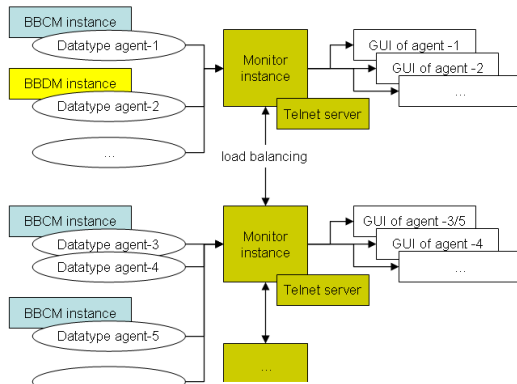 BBCM instance
Datatype agent-1
BBDM instance
Datatype agent-2
...
Monitor
instance
Telnet server
GUI of agent -1
GUI of agent -2
...
load balancing
BBCM instance
Datatype agent-3
Datatype agent-4
BBCM instance
Datatype agent-5
Monitor
instance
Telnet server
GUI of agent -3/5
GUI of agent -4
...
...